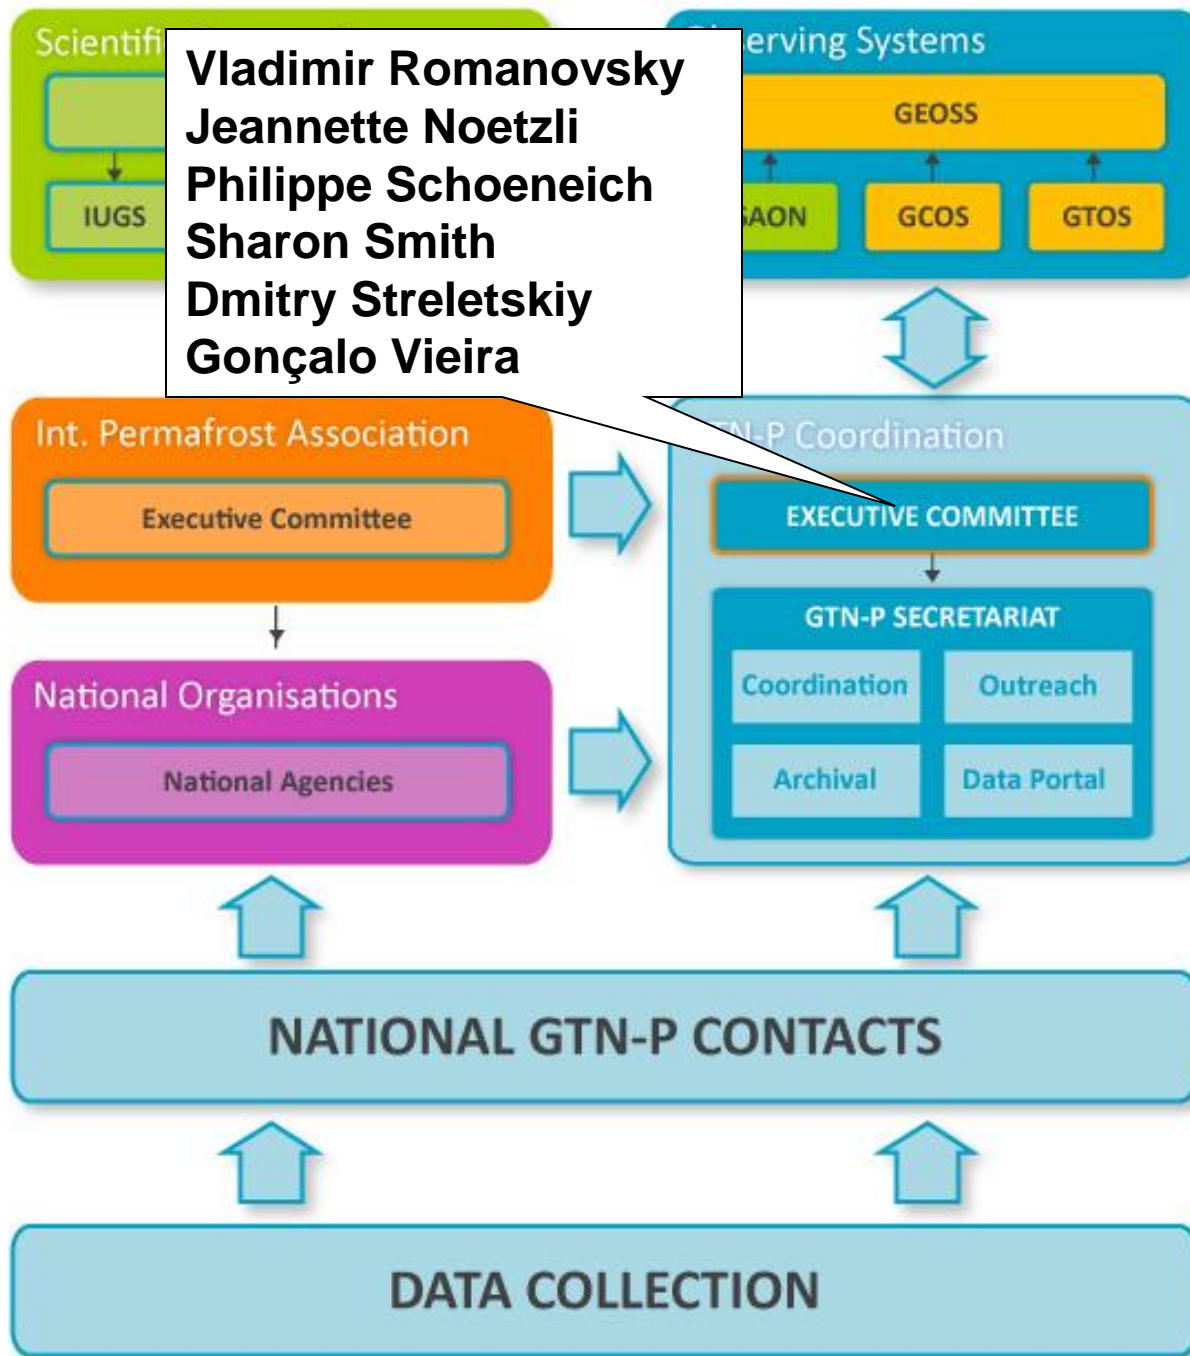 Vladimir Romanovsky
Jeannette Noetzli
Philippe Schoeneich
Sharon Smith
Dmitry Streletskiy
Gonçalo Vieira
Systems
GEOSS
IUGS
GCOS
GTOS
Int. Permafrost Association
Executive Committee
Coordination
EXECUTIVE COMMITTEE
GTN-P SECRETARIAT
Coordination
Outreach
Archival
Data Portal
National Organisations
National Agencies
NATIONAL GTN-P CONTACTS
DATA COLLECTION